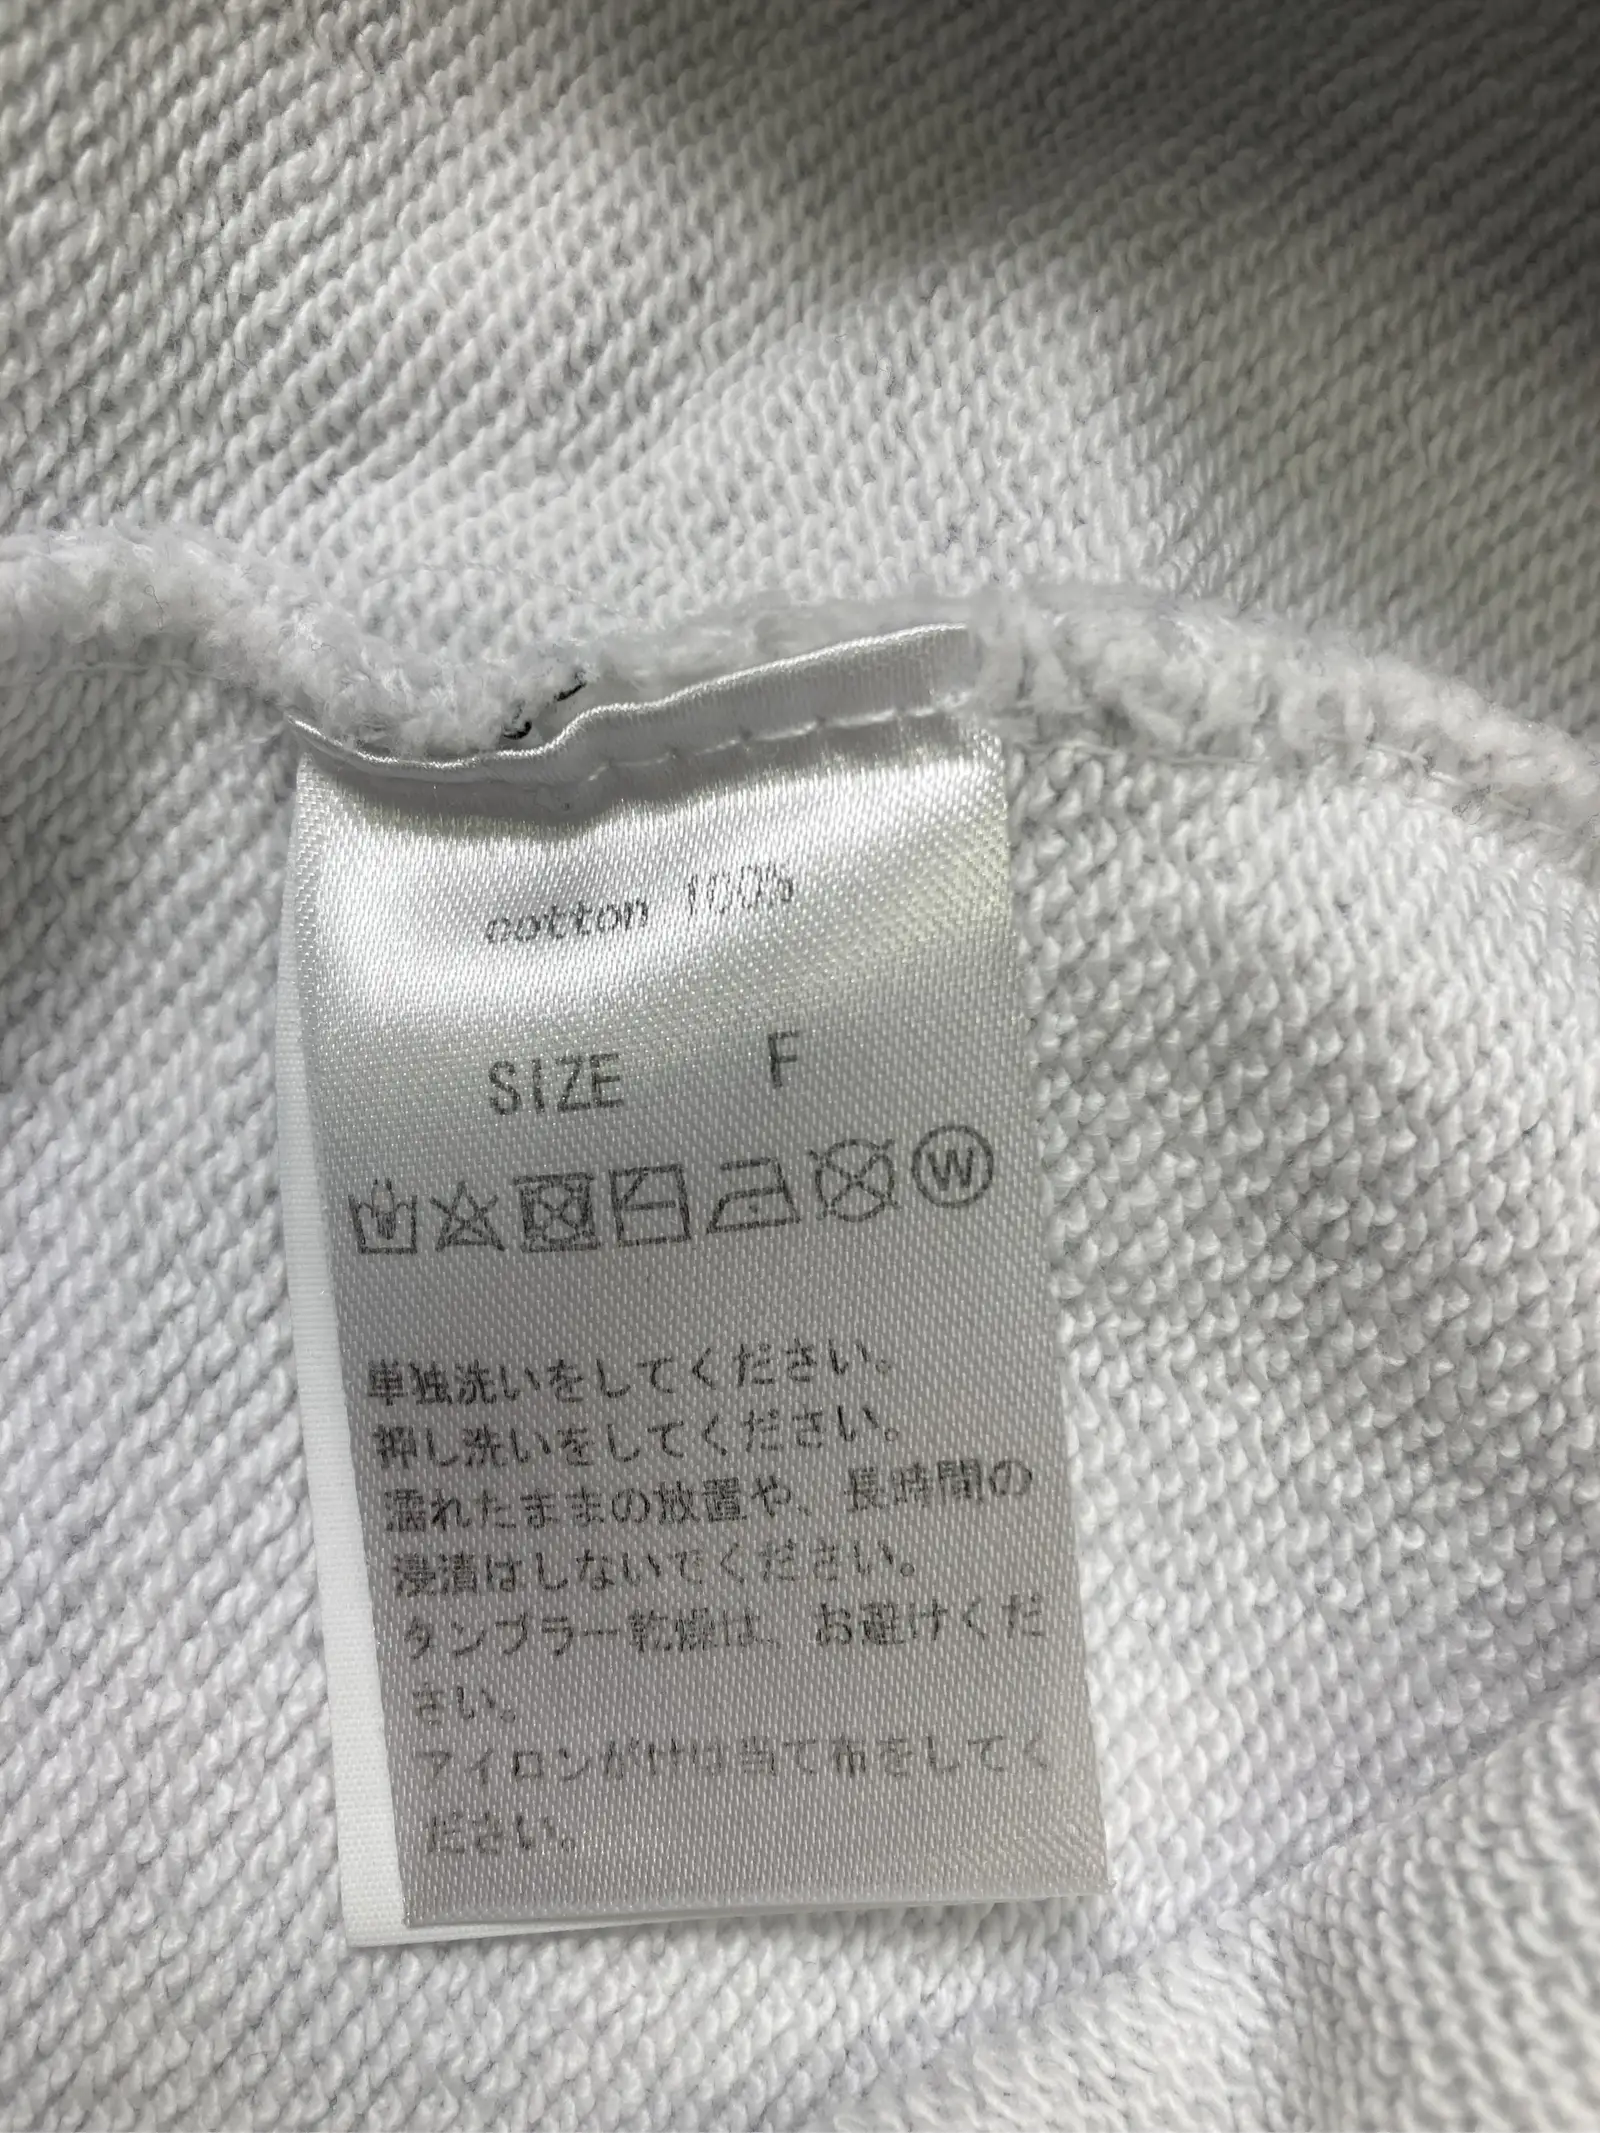 cotton 100%
SIZE F
W
単独洗いをしてください。
押し洗いをしてください。
濡れたままの放置や、長時間の
浸漬はしないでください。
タンブラー乾燥は、お避けくだ
さい。
アイロンがけは当て布をしてく
ださい。